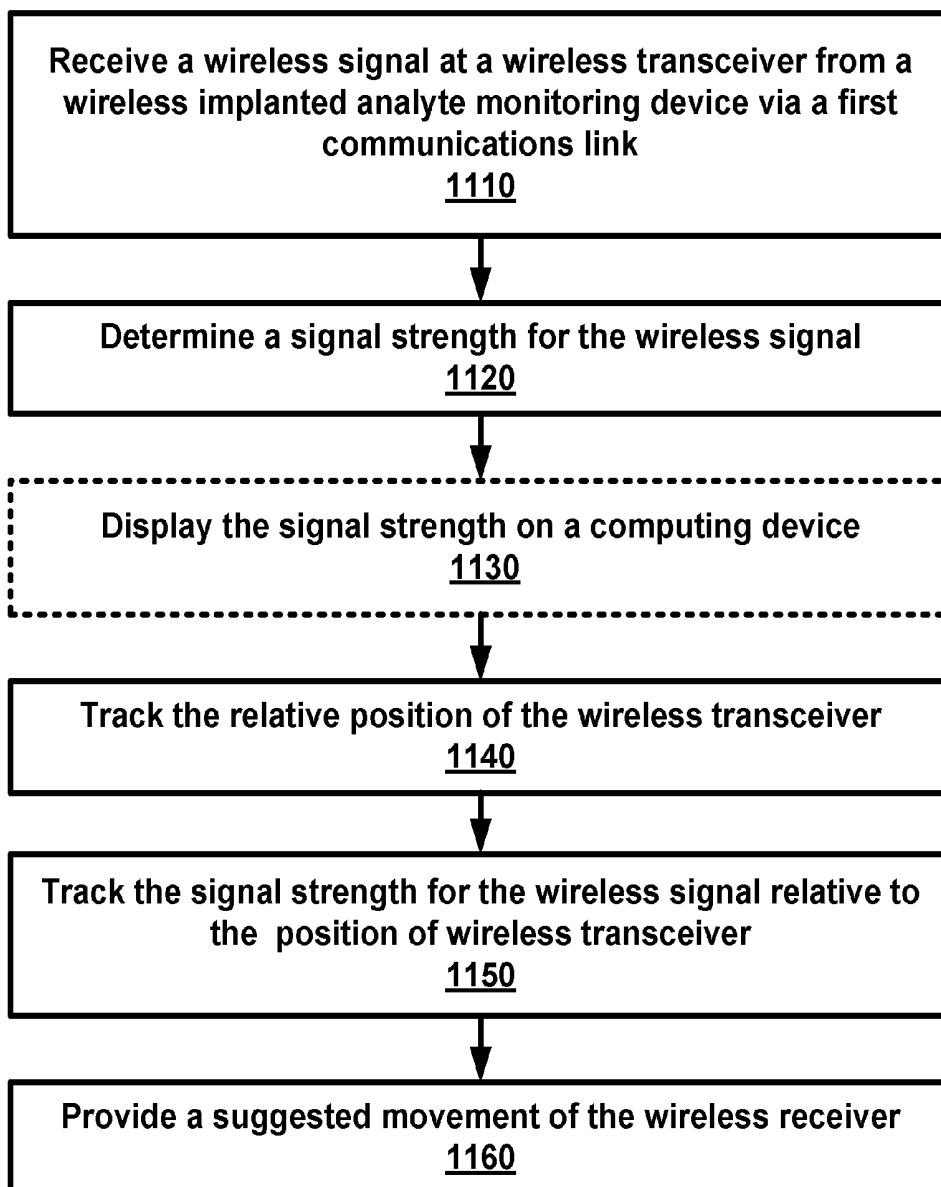 Receive a wireless signal at a wireless transceiver from a
wireless implanted analyte monitoring device via a first
communications link
1110
Determine a signal strength for the wireless signal
1120
Display the signal strength on a computing device
1130
Track the relative position of the wireless transceiver
1140
Track the signal strength for the wireless signal relative to
the position of wireless transceiver
1150
Provide a suggested movement of the wireless receiver
1160